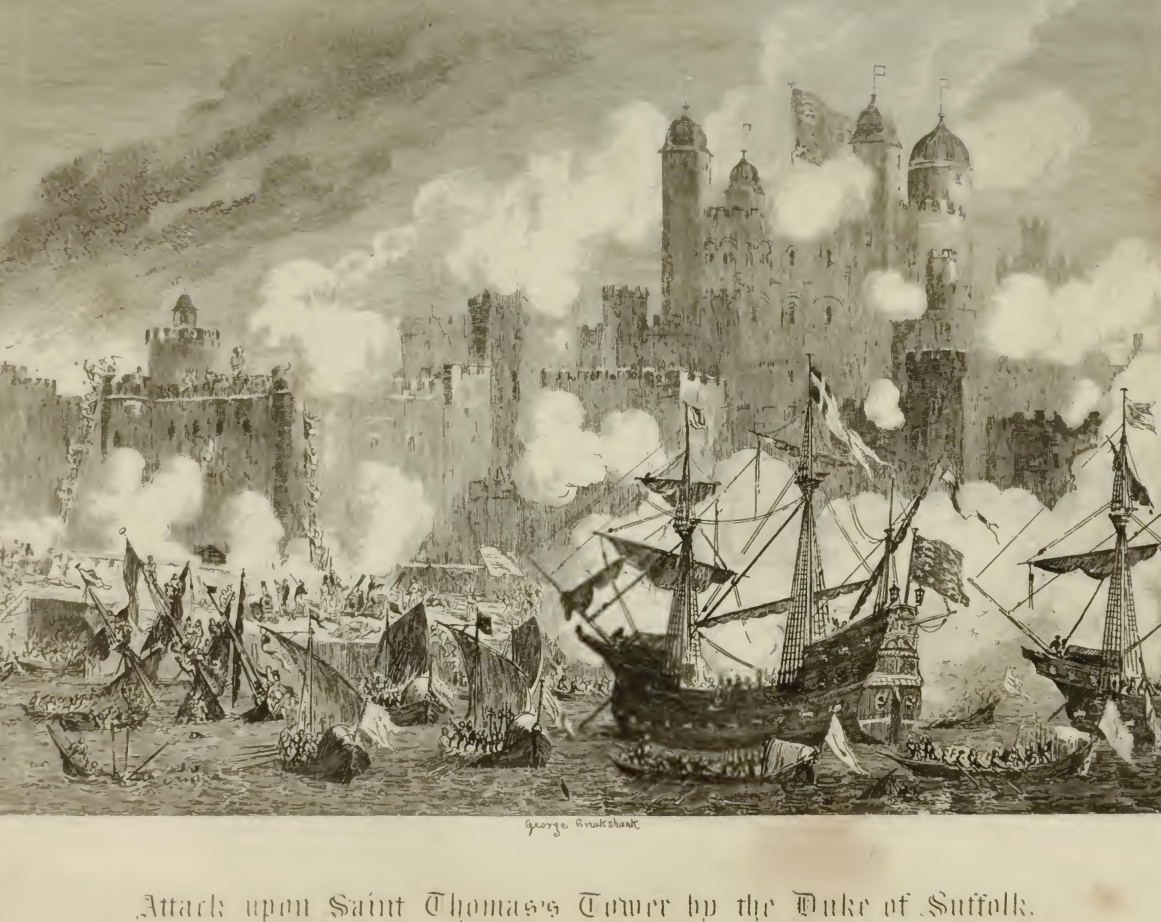 George Cruikshank
Attack upon Saint Thomas's Tower by the Duke of Suffolk.